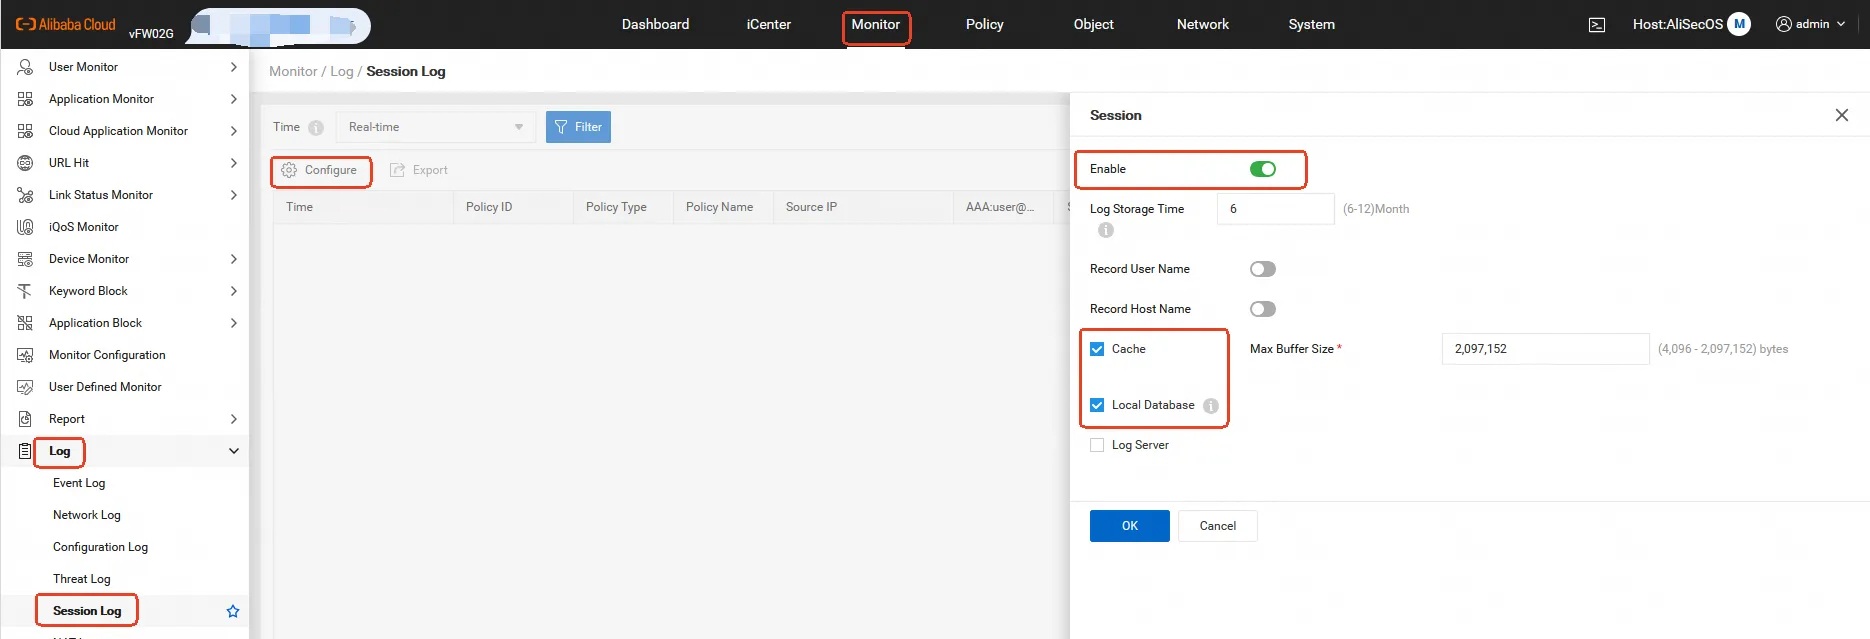 Alibaba Cloud
vFW02G
Dashboard
iCenter
Monitor
Policy
Object
Network
System
Host:AliSecOS
M
admin
User Monitor
Application Monitor
Cloud Application Monitor
URL Hit
Link Status Monitor
iQoS Monitor
Device Monitor
Keyword Block
Application Block
Monitor Configuration
User Defined Monitor
Report
Log
Event Log
Network Log
Configuration Log
Threat Log
Session Log
Monitor / Log / Session Log
Time
Real-time
Filter
Configure
Export
Time
Policy ID
Policy Type
Policy Name
Source IP
AAA:user@...
Session
Enable
Log Storage Time
6
(6-12)Month
Record User Name
Record Host Name
Cache
Max Buffer Size *
2,097,152
(4,096 - 2,097,152) bytes
Local Database
Log Server
OK
Cancel